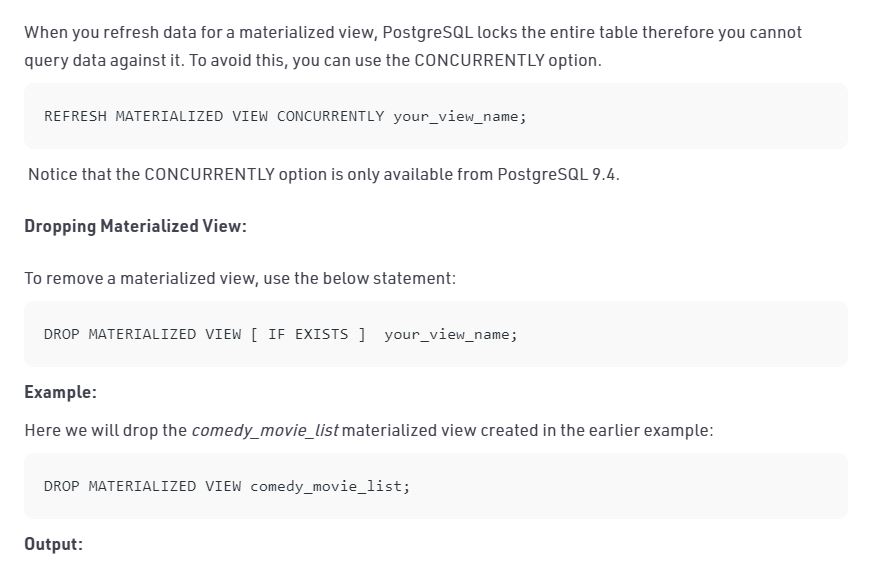 When you refresh data for a materialized view, PostgreSQL locks the entire table therefore you cannot
query data against it. To avoid this, you can use the CONCURRENTLY option.
REFRESH MATERIALIZED VIEW CONCURRENTLY your_view_name;
Notice that the CONCURRENTLY option is only available from PostgreSQL 9.4.
Dropping Materialized View:
To remove a materialized view, use the below statement:
DROP MATERIALIZED VIEW [ IF EXISTS ]  your_view_name;
Example:
Here we will drop the comedy_movie_list materialized view created in the earlier example:
DROP MATERIALIZED VIEW comedy_movie_list;
Output: